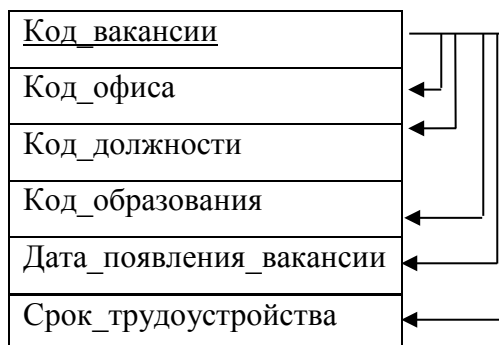 Код_вакансии
Код_офиса
Код_должности
Код_образования
Дата_появления_вакансии
Срок_трудоустройства